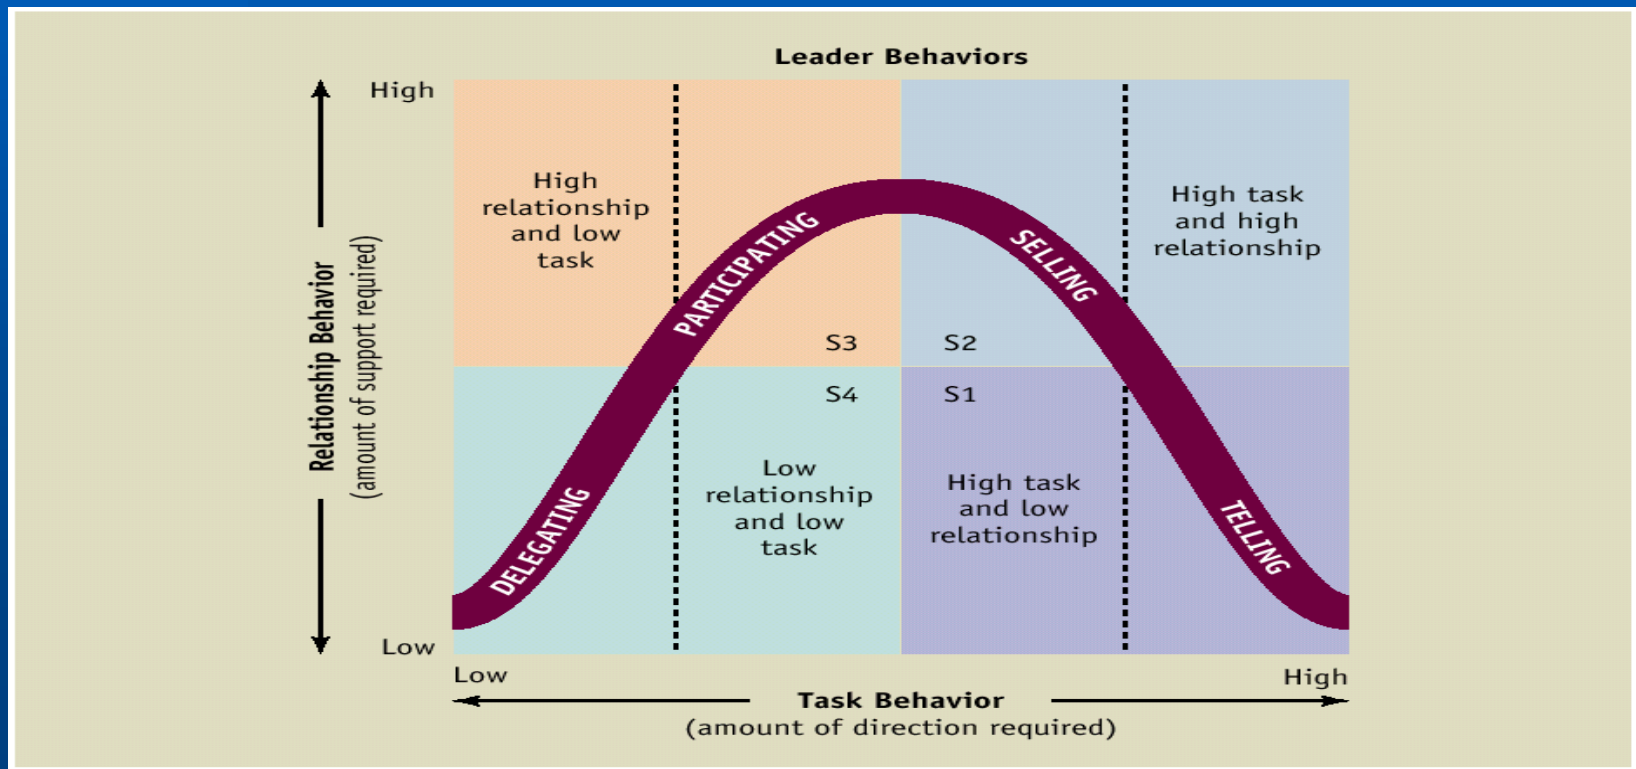 Leader Behaviors
High
Relationship Behavior
(amount of support required)
Low
High
relationship
and low
task
PARTICIPATING
S3
SELLING
High task
and high
relationship
S2
DELEGATING
S4
Low
relationship
and low
task
S1
High task
and low
relationship
TELLING
Low
High
Task Behavior
(amount of direction required)